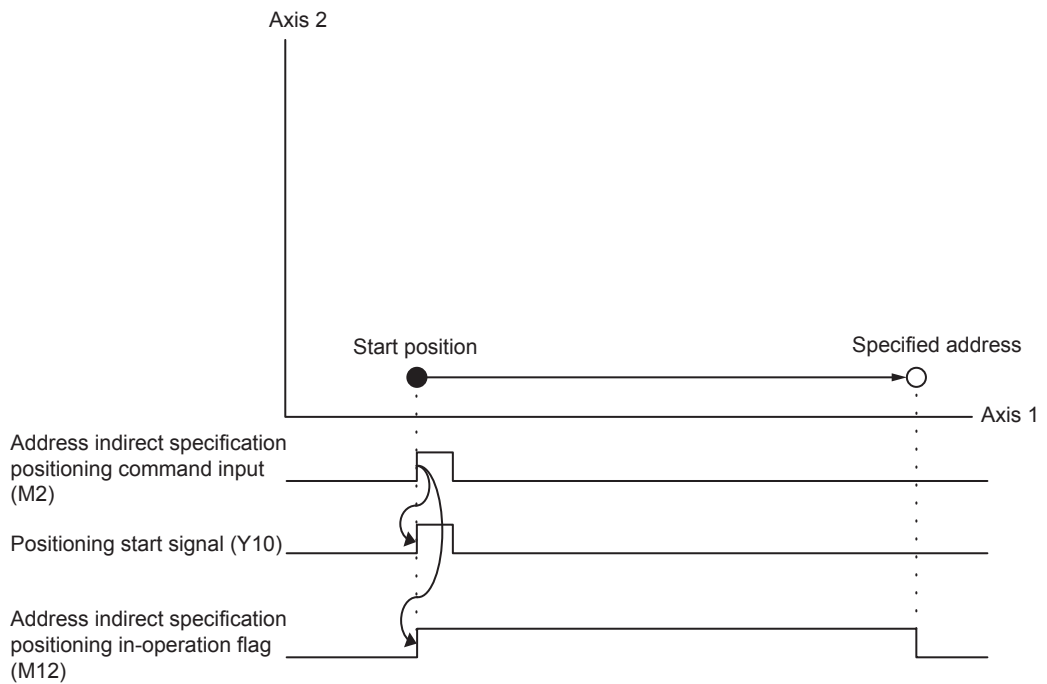 Axis 2
Start position
Specified address
Axis 1
Address indirect specification
positioning command input
(M2)
Positioning start signal (Y10)
Address indirect specification
positioning in-operation flag
(M12)